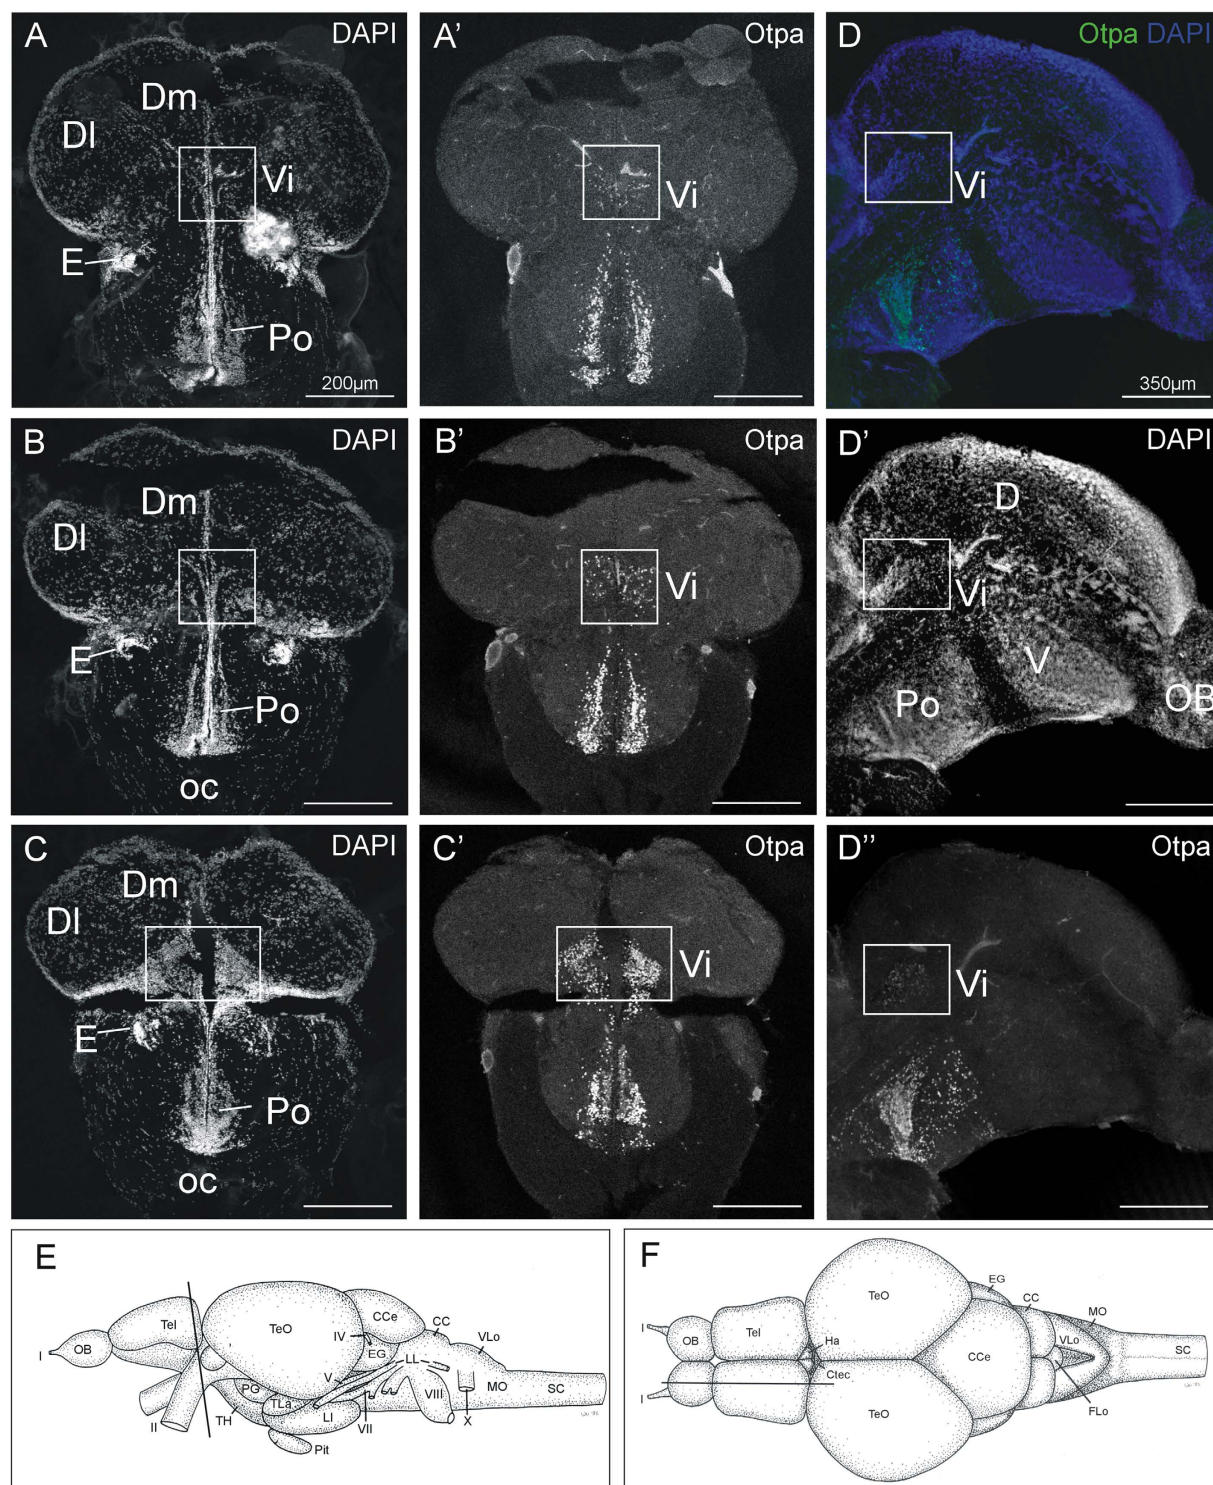 A DAPI
Dm
Dl
Vi
E
Po
200µm
A' Otpa
Vi
D Otpa DAPI
Vi
350µm
B DAPI
Dm
Dl
E
Po
oc
B' Otpa
Vi
D' DAPI
D
Vi
V
Po
OB
C DAPI
Dm
Dl
E
Po
oc
C' Otpa
Vi
D" Otpa
Vi
E
Tel
TeO
CCe
CC
VLo
IV
EG
I
OB
LL
V
PG
TLa
MO
SC
TH
II
LI
VII
VIII
X
Pit
F
EG
CC
MO
TeO
I
OB
Tel
Ha
VLo
CCe
SC
Ctec
I
FLo
TeO